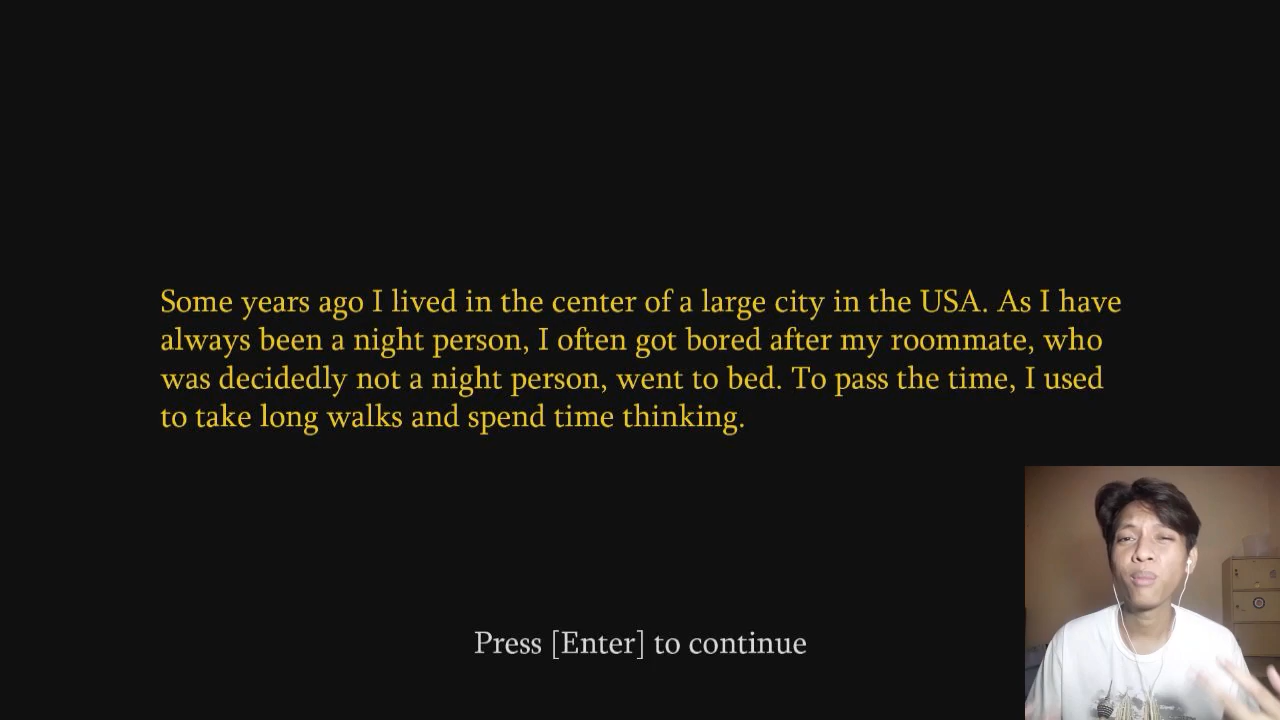 Some years ago I lived in the center of a large city in the USA. As I have
always been a night person, I often got bored after my roommate, who
was decidedly not a night person, went to bed. To pass the time, I used
to take long walks and spend time thinking.
Press [Enter] to continue